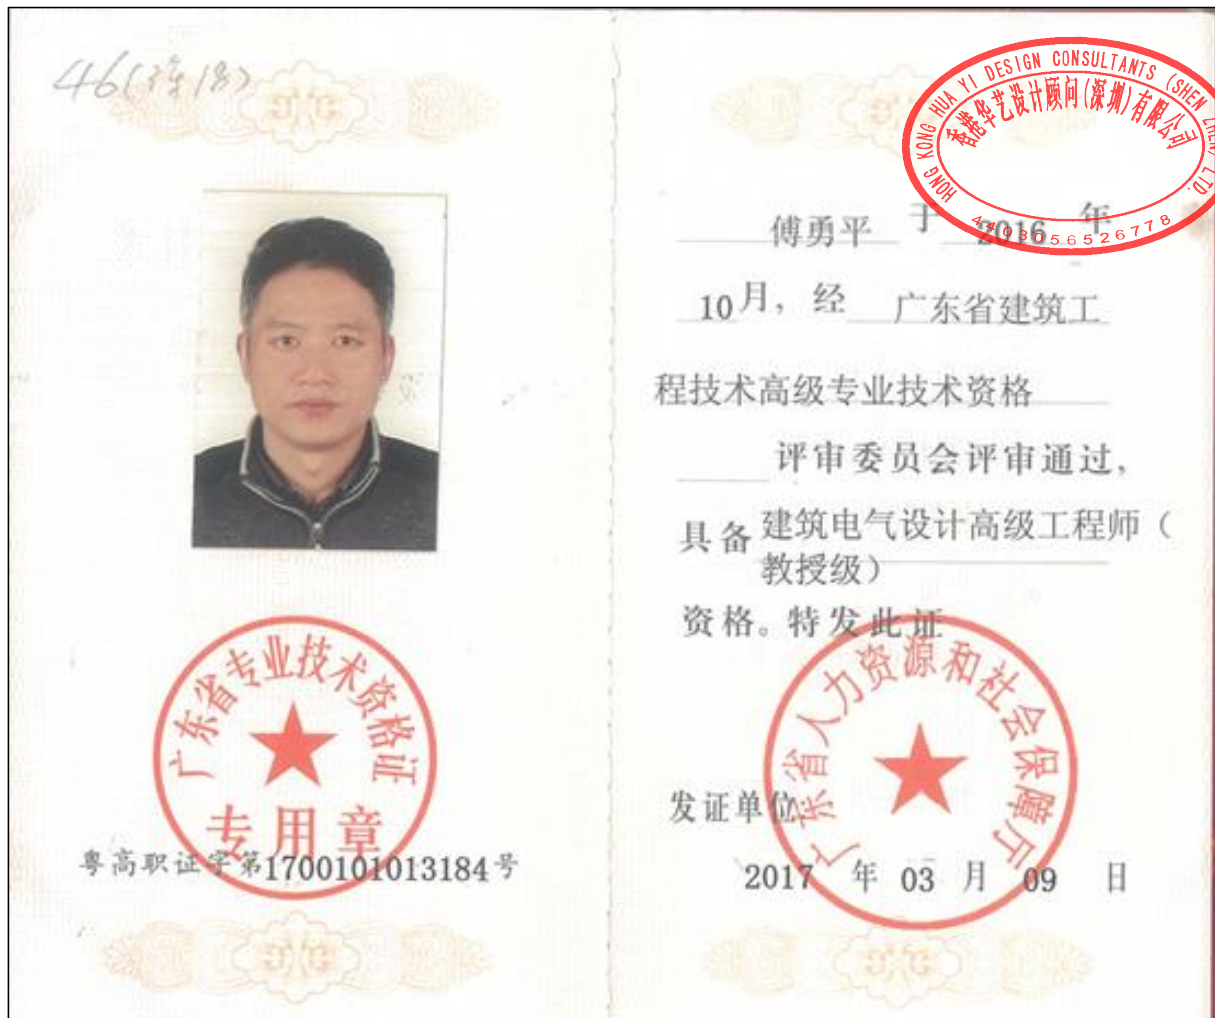 广东省专业技术资格证
专用章
粤高职证字第1700101013184号
HONG KONG HUA YI DESIGN CONSULTANTS (SHEN ZHEN) LTD.
香港华艺设计顾问(深圳)有限公司
4403056526778
傅勇平 于 2016 年
10月，经 广东省建筑工
程技术高级专业技术资格
评审委员会评审通过，
具备 建筑电气设计高级工程师（
教授级）
资格。特发此证
广东省人力资源和社会保障厅
发证单位
2017 年 03 月 09 日